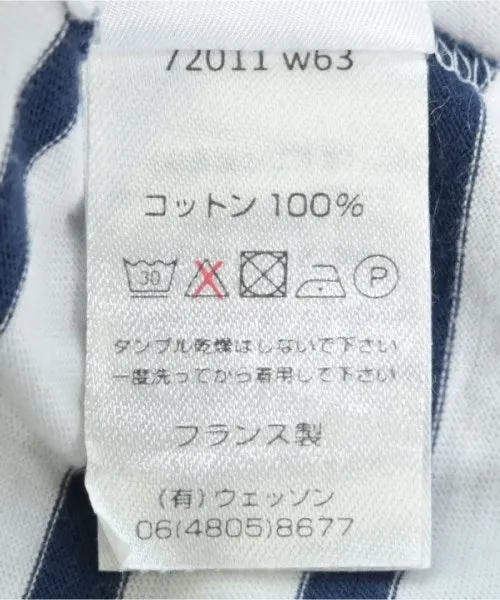 72011 w63
コットン 100%
30 P
タンブル乾燥はしないで下さい
一度洗ってから着用して下さい
フランス製
(有) ウェッソン
06(4805)8677